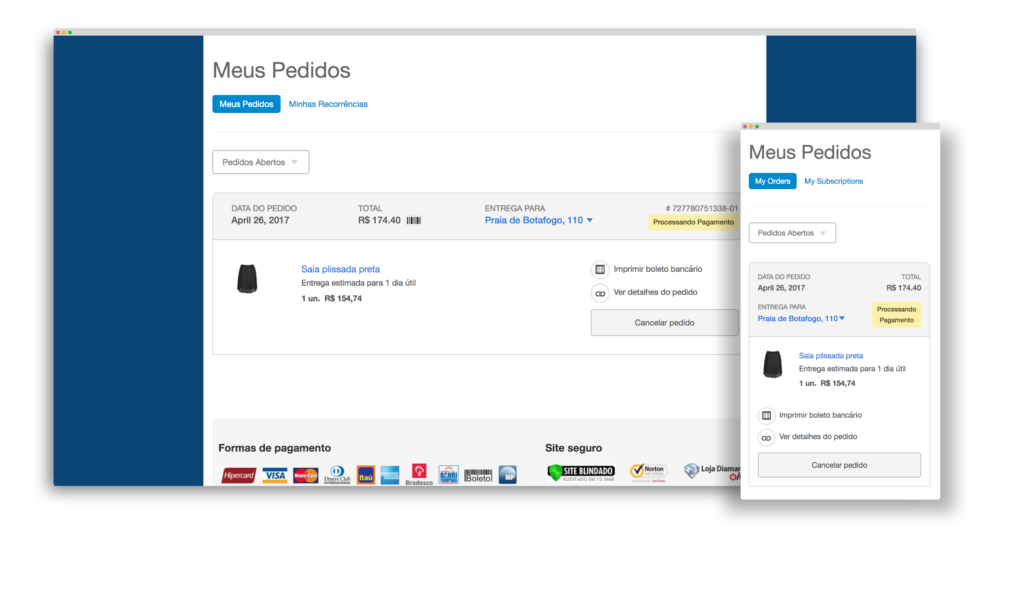 Meus Pedidos
Meus Pedidos Minhas Recorrências
Pedidos Abertos
DATA DO PEDIDO TOTAL ENTREGA PARA # 727780751338-01
April 26, 2017 R$ 174.40 Praia de Botafogo, 110 Processando Pagamento
Saia plissada preta
Entrega estimada para 1 dia útil
1 un. R$ 154,74
Imprimir boleto bancário
Ver detalhes do pedido
Cancelar pedido
Formas de pagamento
Hipercard VISA MasterCard Diners Club INTERNATIONAL Itaú Bradesco Boleto MP
Site seguro
SITE BLINDADO
AUDITADO EM 15-MAR
Norton
Loja Diaman
Meus Pedidos
My Orders My Subscriptions
Pedidos Abertos
DATA DO PEDIDO TOTAL
April 26, 2017 R$ 174.40
ENTREGA PARA
Praia de Botafogo, 110
Processando
Pagamento
Saia plissada preta
Entrega estimada para 1 dia útil
1 un. R$ 154,74
Imprimir boleto bancário
Ver detalhes do pedido
Cancelar pedido